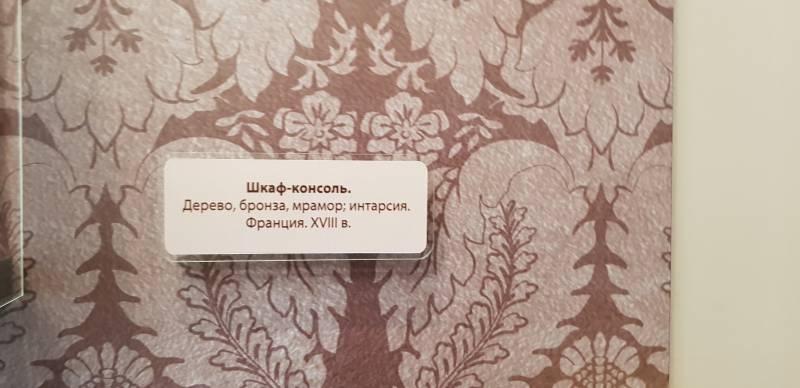 Шкаф-консоль.
Дерево, бронза, мрамор; интарсия.
Франция. XVIII в.